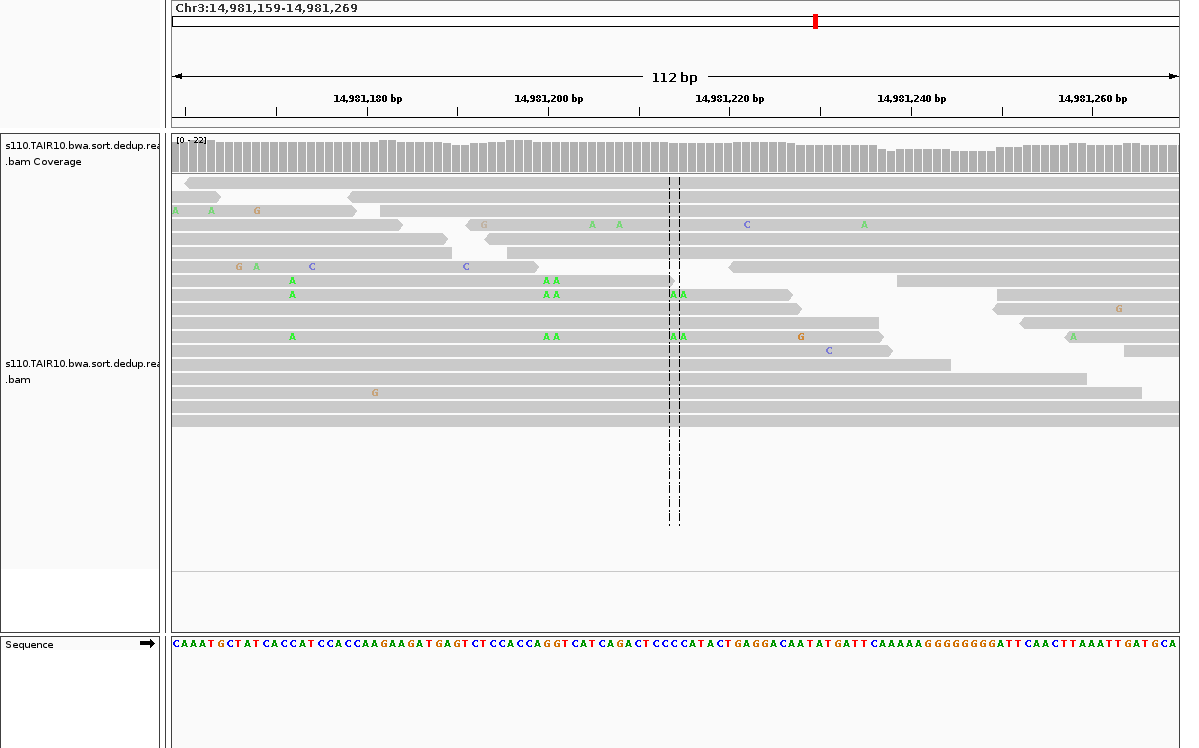 Chr3:14,981,159-14,981,269
112 bp
14,981,180 bp 14,981,200 bp 14,981,220 bp 14,981,240 bp 14,981,260 bp
s110.TAIR10.bwa.sort.dedup.rea
.bam Coverage
[0 - 22]
A A G
G A A C A
G A C C
A A A
A A A A A
G
A A A A A G A
C
s110.TAIR10.bwa.sort.dedup.rea
.bam
G
Sequence
CAAATGCTATCACCATCCACCAAGAAGATGAGTCTCCACCAGGTCATCAGACTCCCCATACTGAGGACAATATGATTCAAAAAGGGGGGGGATTCAACTTAAATTGATGCA